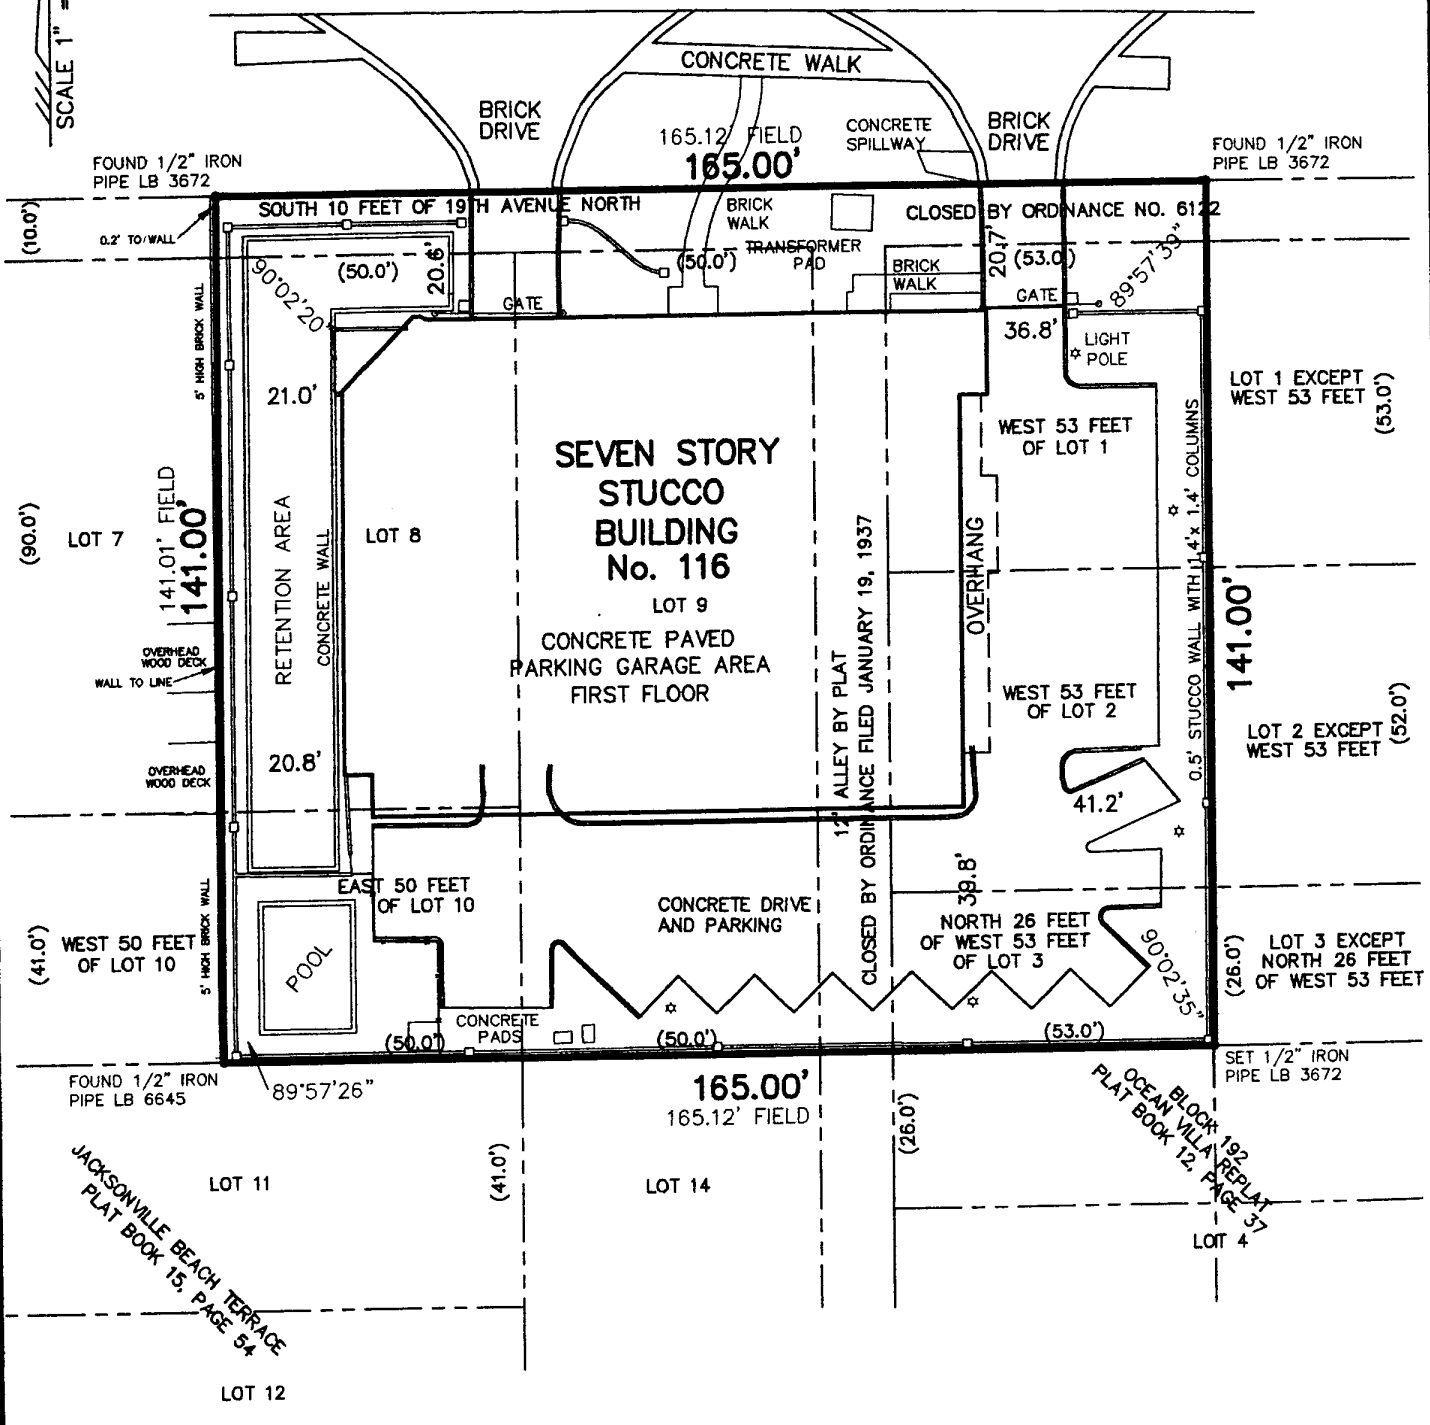 SCALE 1" =
CONCRETE WALK
BRICK
DRIVE
165.12' FIELD
165.00'
CONCRETE
SPILLWAY
BRICK
DRIVE
FOUND 1/2" IRON
PIPE LB 3672
FOUND 1/2" IRON
PIPE LB 3672
(10.0')
0.2' TO WALL
SOUTH 10 FEET OF 19TH AVENUE NORTH
BRICK
WALK
CLOSED BY ORDINANCE NO. 6122
(50.0')
20.6'
90°02'20"
(50.0')
TRANSFORMER
PAD
BRICK
WALK
20.7'
(53.0')
89°57'39"
GATE
GATE
36.8'
LIGHT
POLE
5' HIGH BRICK WALL
21.0'
LOT 1 EXCEPT
WEST 53 FEET
(53.0')
WEST 53 FEET
OF LOT 1
SEVEN STORY
STUCCO
BUILDING
No. 116
LOT 9
CONCRETE PAVED
PARKING GARAGE AREA
FIRST FLOOR
(90.0')
LOT 7
141.01' FIELD
141.00'
RETENTION AREA
CONCRETE WALL
LOT 8
12' ALLEY BY PLAT
CLOSED BY ORDINANCE FILED JANUARY 19, 1937
OVERHANG
0.5' STUCCO WALL WITH 1.4' x 1.4' COLUMNS
141.00'
OVERHEAD
WOOD DECK
WALL TO LINE
WEST 53 FEET
OF LOT 2
LOT 2 EXCEPT
WEST 53 FEET
(52.0')
OVERHEAD
WOOD DECK
20.8'
41.2'
39.8'
EAST 50 FEET
OF LOT 10
CONCRETE DRIVE
AND PARKING
NORTH 26 FEET
OF WEST 53 FEET
OF LOT 3
(41.0')
WEST 50 FEET
OF LOT 10
5' HIGH BRICK WALL
POOL
90°02'35"
(26.0')
LOT 3 EXCEPT
NORTH 26 FEET
OF WEST 53 FEET
CONCRETE
PADS
(50.0')
(50.0')
(53.0')
FOUND 1/2" IRON
PIPE LB 6645
89°57'26"
165.00'
165.12' FIELD
SET 1/2" IRON
PIPE LB 3672
BLOCK 192
OCEAN VILLA REPLAT
PLAT BOOK 12, PAGE 37
(26.0')
(41.0')
LOT 11
LOT 14
LOT 4
JACKSONVILLE BEACH TERRACE
PLAT BOOK 15, PAGE 54
LOT 12